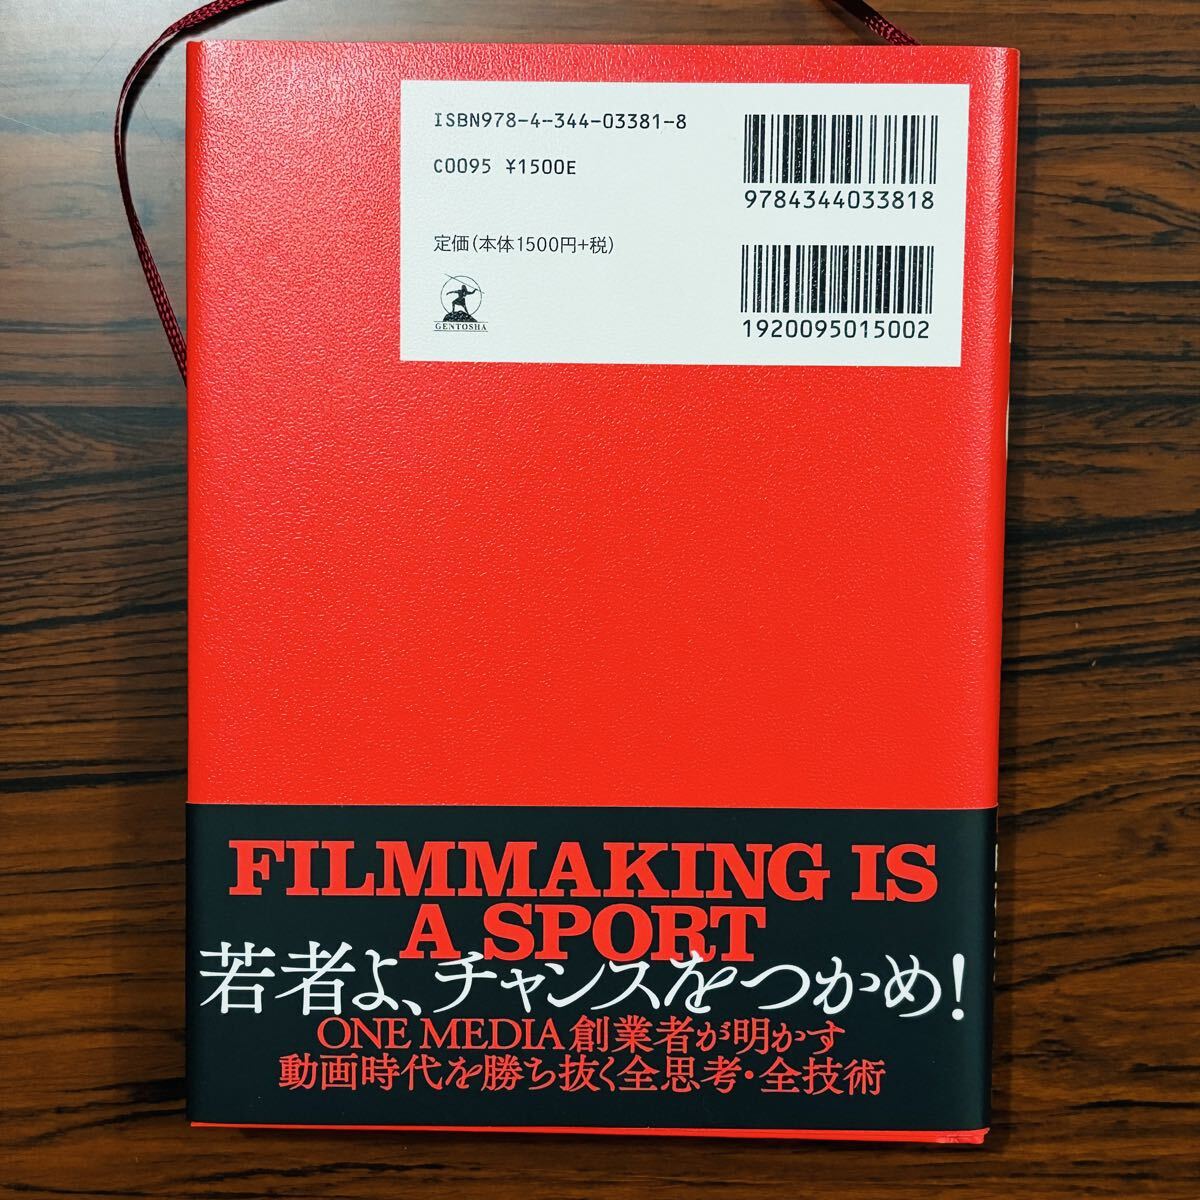 ISBN978-4-344-03381-8
C0095 ¥1500E
定価(本体1500円+税)
GENTOSHA
9784344033818
1920095015002
FILMMAKING IS
A SPORT
若者よ、チャンスをつかめ!
ONE MEDIA創業者が明かす
動画時代を勝ち抜く全思考・全技術